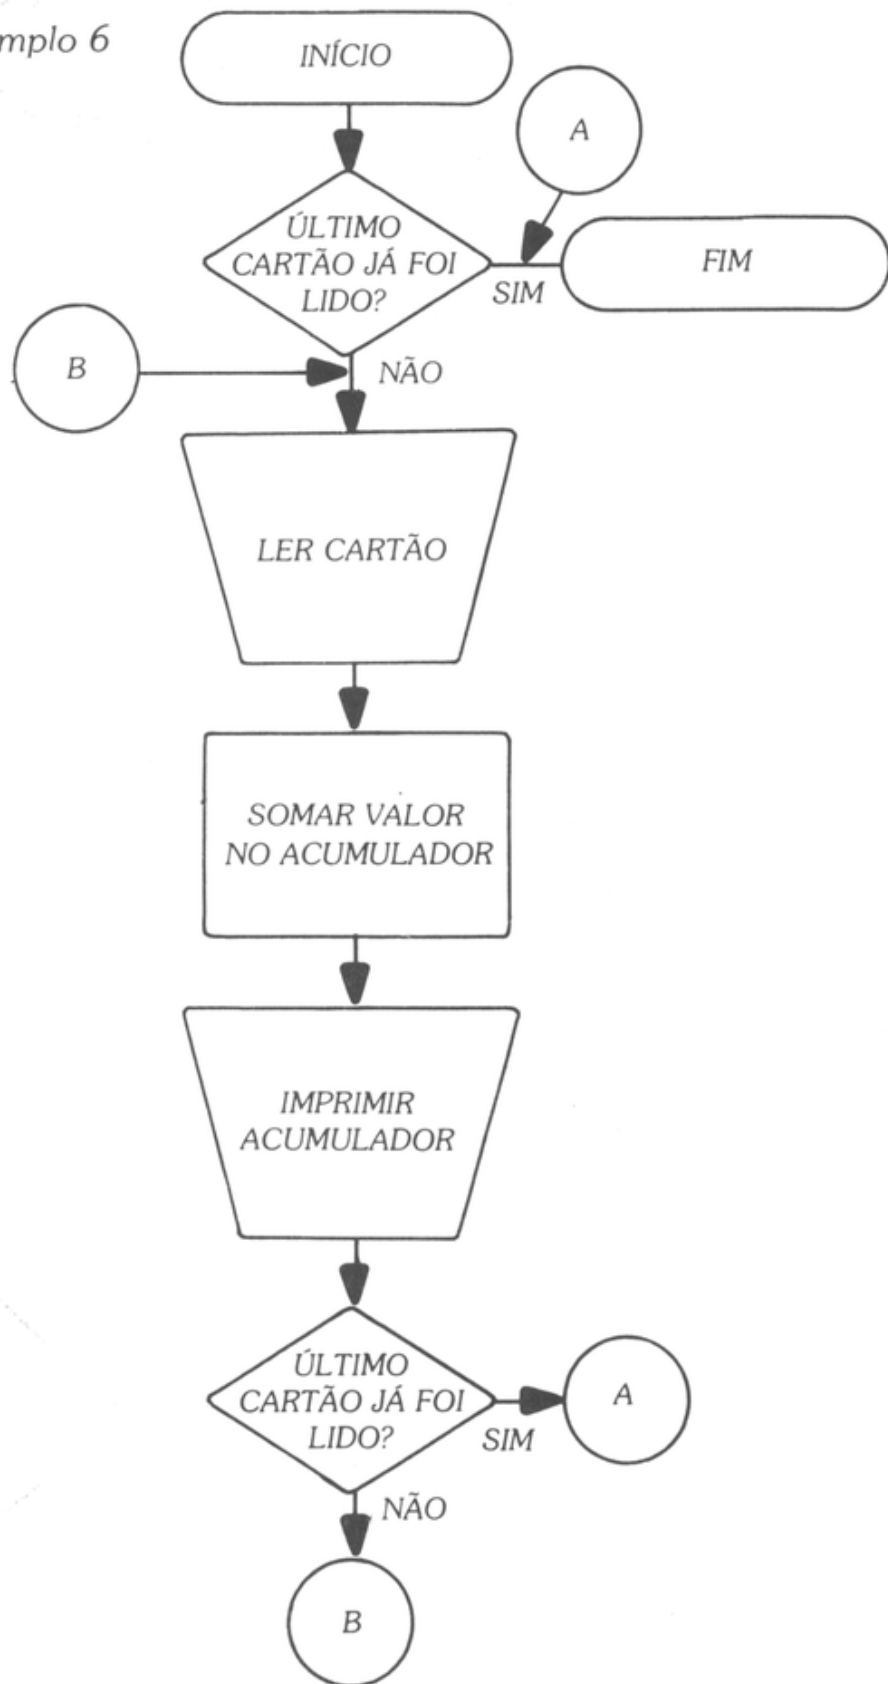 mplo 6
INÍCIO
A
ÚLTIMO
CARTÃO JÁ FOI
LIDO?
SIM
FIM
B
NÃO
LER CARTÃO
SOMAR VALOR
NO ACUMULADOR
IMPRIMIR
ACUMULADOR
ÚLTIMO
CARTÃO JÁ FOI
LIDO?
SIM
A
NÃO
B